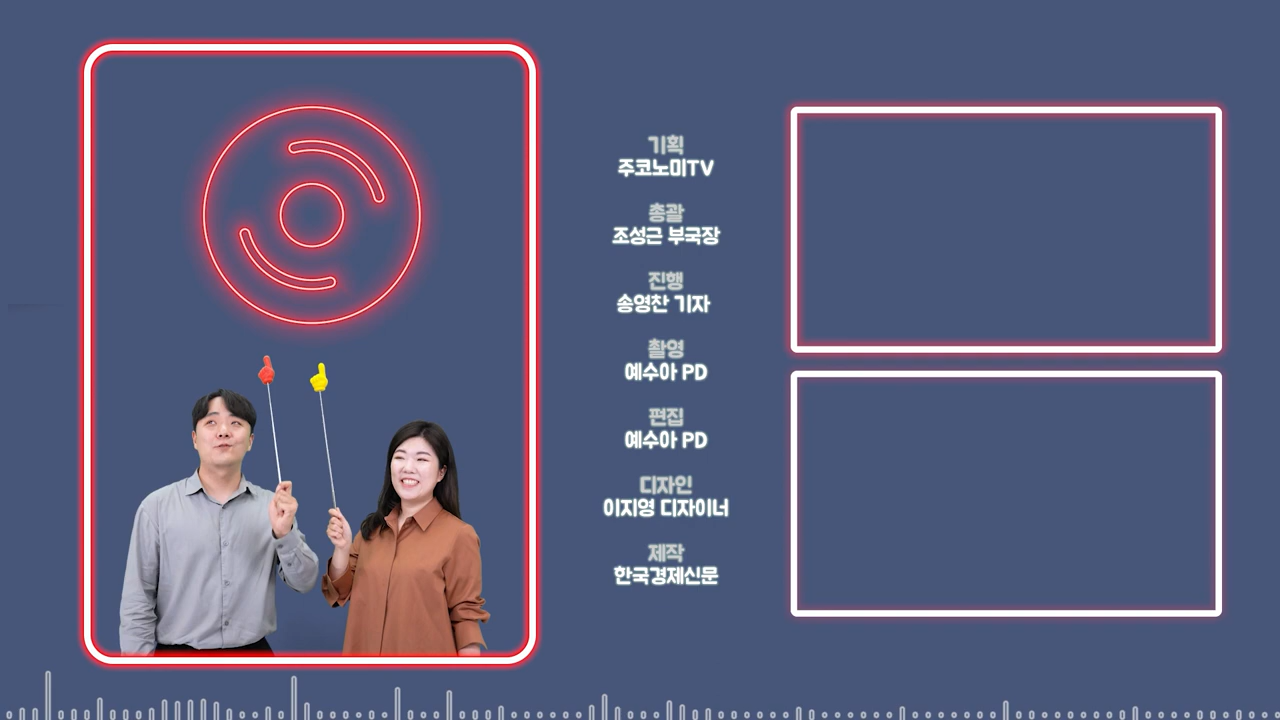 기획
주코노미TV
총괄
조성근 부국장
진행
송영찬 기자
촬영
예수아 PD
편집
예수아 PD
디자인
이지영 디자이너
제작
한국경제신문